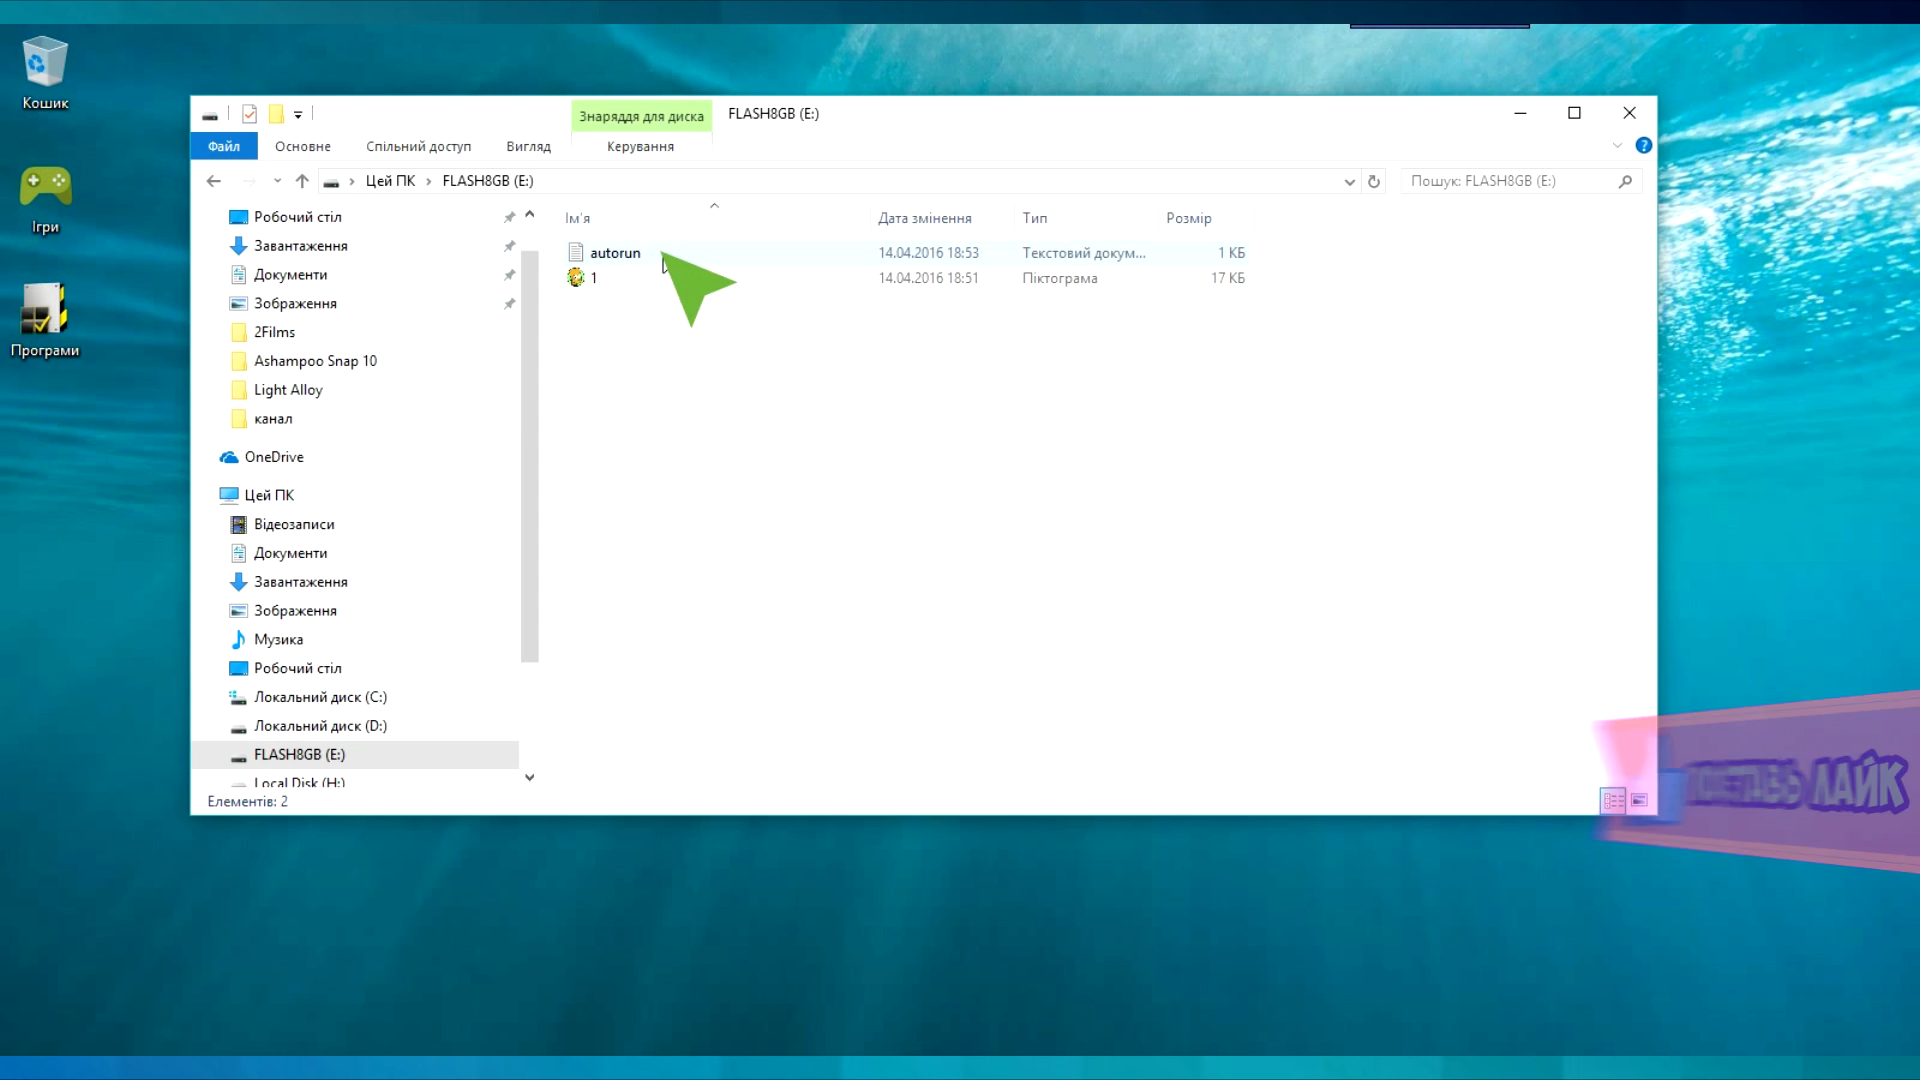 Кошик
Ігри
Програми
Знаряддя для диска
FLASH8GB (E:)
Файл
Основне
Спільний доступ
Вигляд
Керування
Цей ПК
FLASH8GB (E:)
Пошук: FLASH8GB (E:)
Робочий стіл
Завантаження
Документи
Зображення
2Films
Ashampoo Snap 10
Light Alloy
канал
OneDrive
Цей ПК
Відеозаписи
Документи
Завантаження
Зображення
Музика
Робочий стіл
Локальний диск (C:)
Локальний диск (D:)
FLASH8GB (E:)
Local Disk (H:)
Ім'я Дата змінення Тип Розмір
autorun 14.04.2016 18:53 Текстовий докум... 1 КБ
1 14.04.2016 18:51 Піктограма 17 КБ
Елементів: 2
ЛАЙК